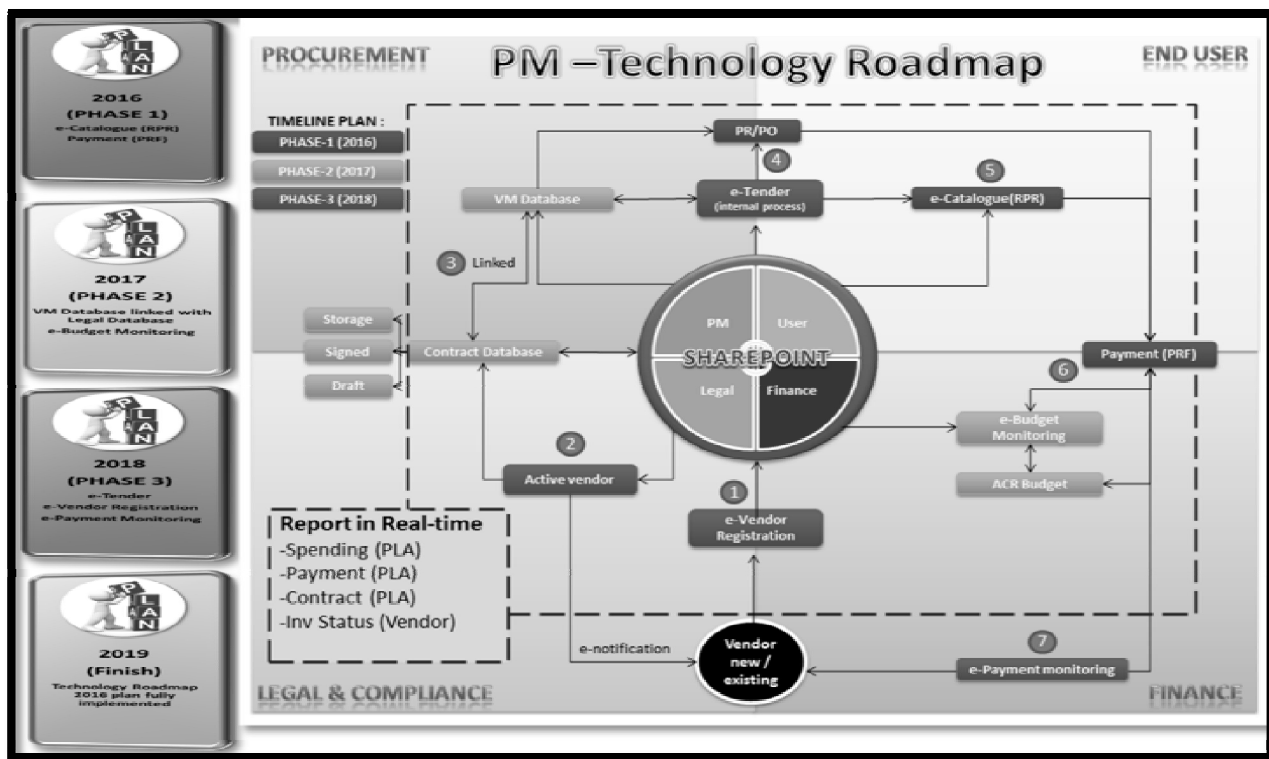 PLAN
2016
(PHASE 1)
e-Catalogue (RPR)
Payment (PRF)
PLAN
2017
(PHASE 2)
VM Database linked with
Legal Database
e-Budget Monitoring
PLAN
2018
(PHASE 3)
e-Tender
e-Vendor Registration
e-Payment Monitoring
PLAN
2019
(Finish)
Technology Roadmap
2016 plan fully
implemented
PROCUREMENT
PM –Technology Roadmap
END USER
TIMELINE PLAN :
PHASE-1 (2016)
PHASE-2 (2017)
PHASE-3 (2018)
PR/PO
4
5
VM Database
e-Tender
(internal process)
e-Catalogue(RPR)
3 Linked
Storage
Signed
Draft
Contract Database
PM
User
SHAREPOINT
Legal
Finance
Payment (PRF)
6
e-Budget
Monitoring
ACR Budget
2
Active vendor
1
e-Vendor
Registration
Report in Real-time
-Spending (PLA)
-Payment (PLA)
-Contract (PLA)
-Inv Status (Vendor)
e-notification
Vendor
new /
existing
7
e-Payment monitoring
LEGAL & COMPLIANCE
FINANCE